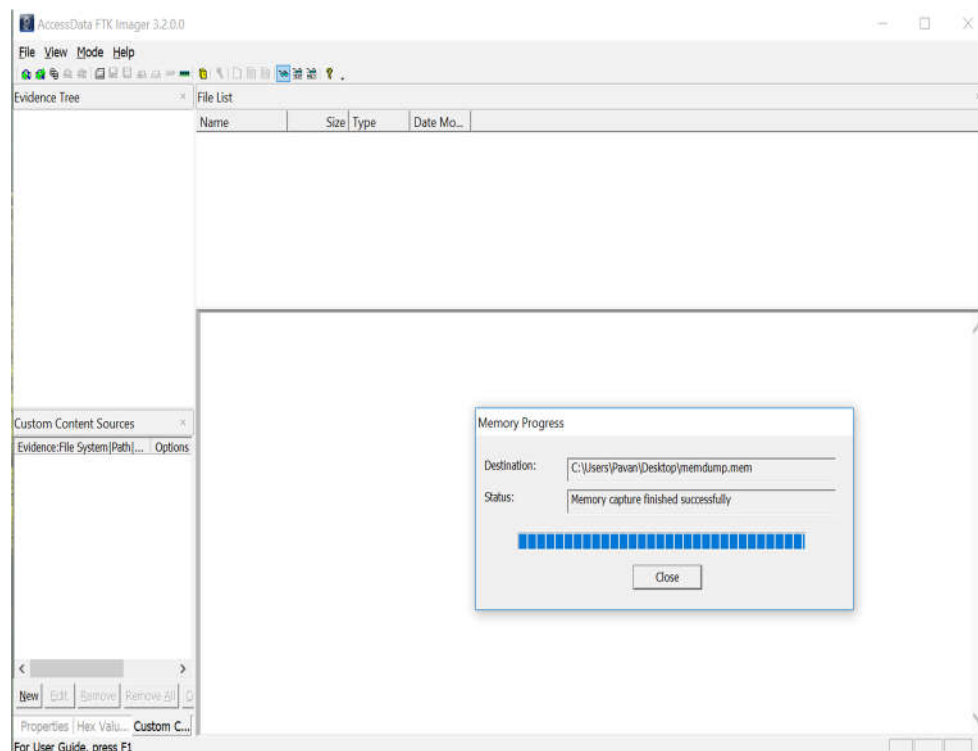 AccessData FTK Imager 3.2.0.0
File View Mode Help
Evidence Tree
File List
Name Size Type Date Mo...
Custom Content Sources
Evidence:File System|Path|... Options
Memory Progress
Destination: C:\Users\Pavan\Desktop\memdump.mem
Status: Memory capture finished successfully
Close
New Edit Remove Remove All
Properties Hex Valu... Custom C...
For User Guide, press F1